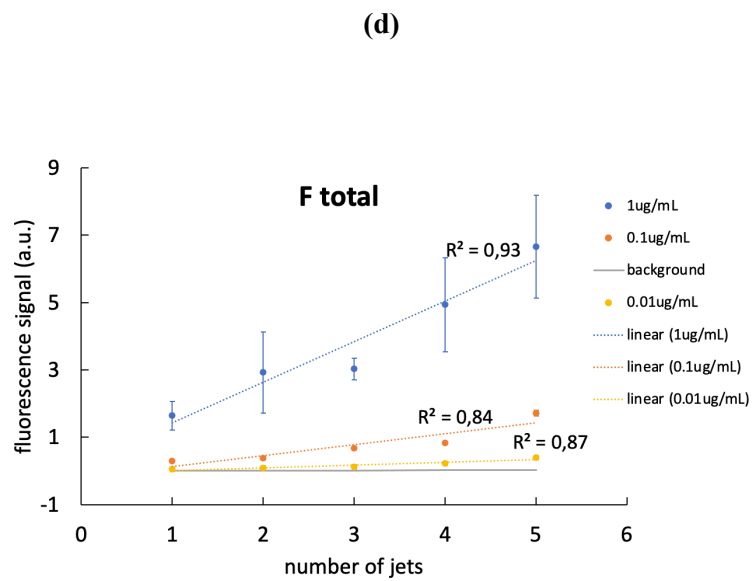 (d)
F total
9
7
5
3
1
-1
0
1
2
3
4
5
6
fluorescence signal (a.u.)
number of jets
R² = 0,93
R² = 0,84
R² = 0,87
1ug/mL
0.1ug/mL
background
0.01ug/mL
linear (1ug/mL)
linear (0.1ug/mL)
linear (0.01ug/mL)